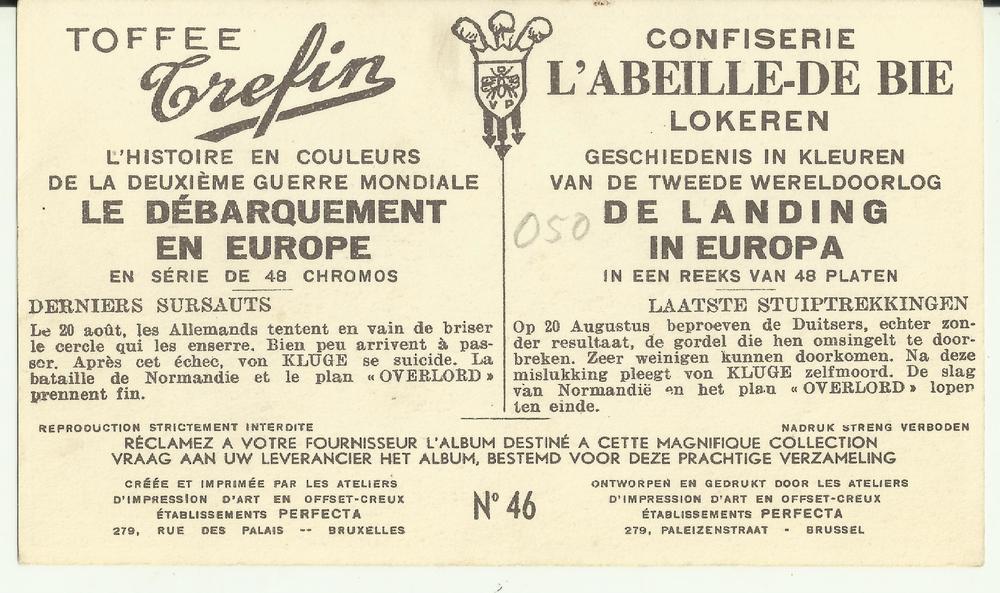 TOFFEE
Trefin
L'HISTOIRE EN COULEURS
DE LA DEUXIÈME GUERRE MONDIALE
LE DÉBARQUEMENT
EN EUROPE
EN SÉRIE DE 48 CHROMOS
DERNIERS SURSAUTS
Le 20 août, les Allemands tentent en vain de briser
le cercle qui les enserre. Bien peu arrivent à pas-
ser. Après cet échec, von KLUGE se suicide. La
bataille de Normandie et le plan « OVERLORD »
prennent fin.
D
V P
CONFISERIE
L'ABEILLE-DE BIE
LOKEREN
GESCHIEDENIS IN KLEUREN
VAN DE TWEEDE WERELDOORLOG
050
DE LANDING
IN EUROPA
IN EEN REEKS VAN 48 PLATEN
LAATSTE STUIPTREKKINGEN
Op 20 Augustus beproeven de Duitsers, echter zon-
der resultaat, de gordel die hen omsingelt te door-
breken. Zeer weinigen kunnen doorkomen. Na deze
mislukking pleegt von KLUGE zelfmoord. De slag
van Normandië en het plan « OVERLORD » loper
ten einde.
REPRODUCTION STRICTEMENT INTERDITE
NADRUK STRENG VERBODEN
RÉCLAMEZ A VOTRE FOURNISSEUR L'ALBUM DESTINÉ A CETTE MAGNIFIQUE COLLECTION
VRAAG AAN UW LEVERANCIER HET ALBUM, BESTEMD VOOR DEZE PRACHTIGE VERZAMELING
CRÉÉE ET IMPRIMÉE PAR LES ATELIERS
D'IMPRESSION D'ART EN OFFSET-CREUX
ÉTABLISSEMENTS PERFECTA
279, RUE DES PALAIS -- BRUXELLES
Nº 46
ONTWORPEN EN GEDRUKT DOOR LES ATELIERS
D'IMPRESSION D'ART EN OFFSET-CREUX
ÉTABLISSEMENTS PERFECTA
279, PALEIZENSTRAAT - BRUSSEL